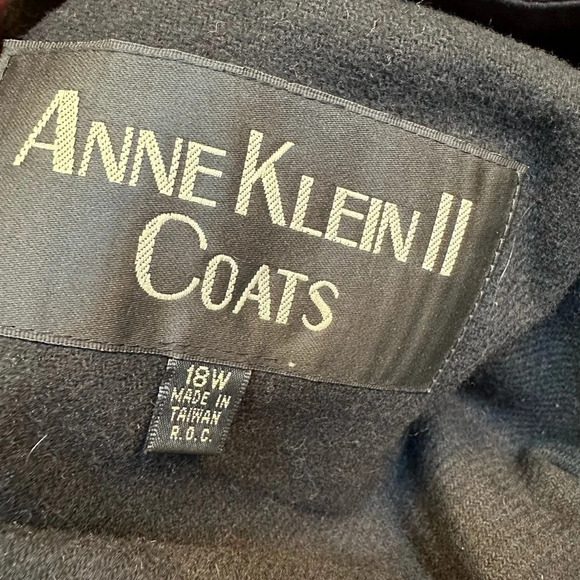 ANNE KLEIN II
COATS
18W
MADE IN
TAIWAN
R.O.C.